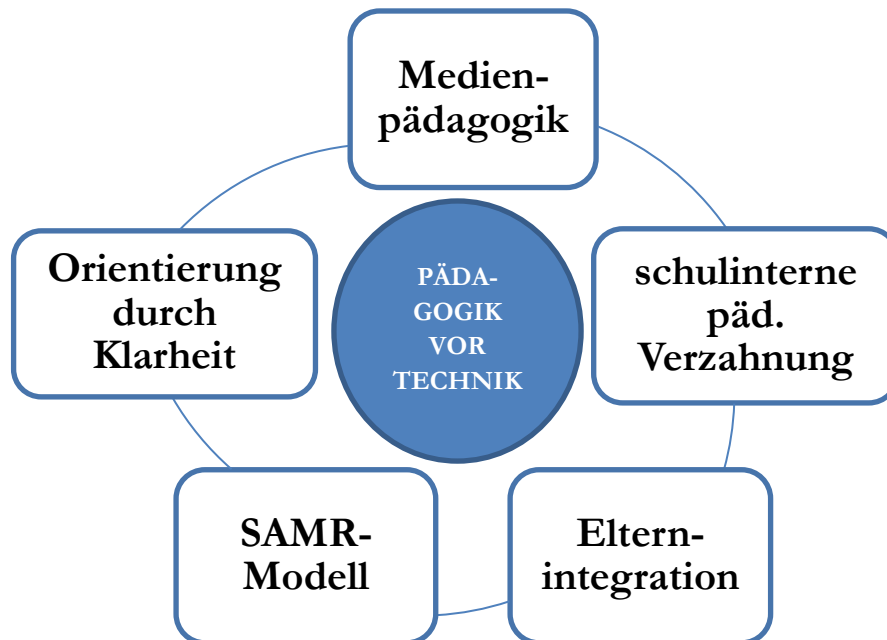 Medien-
pädagogik
Orientierung
durch
Klarheit
PÄDA-
GOGIK
VOR
TECHNIK
schulinterne
päd.
Verzahnung
SAMR-
Modell
Eltern-
integration